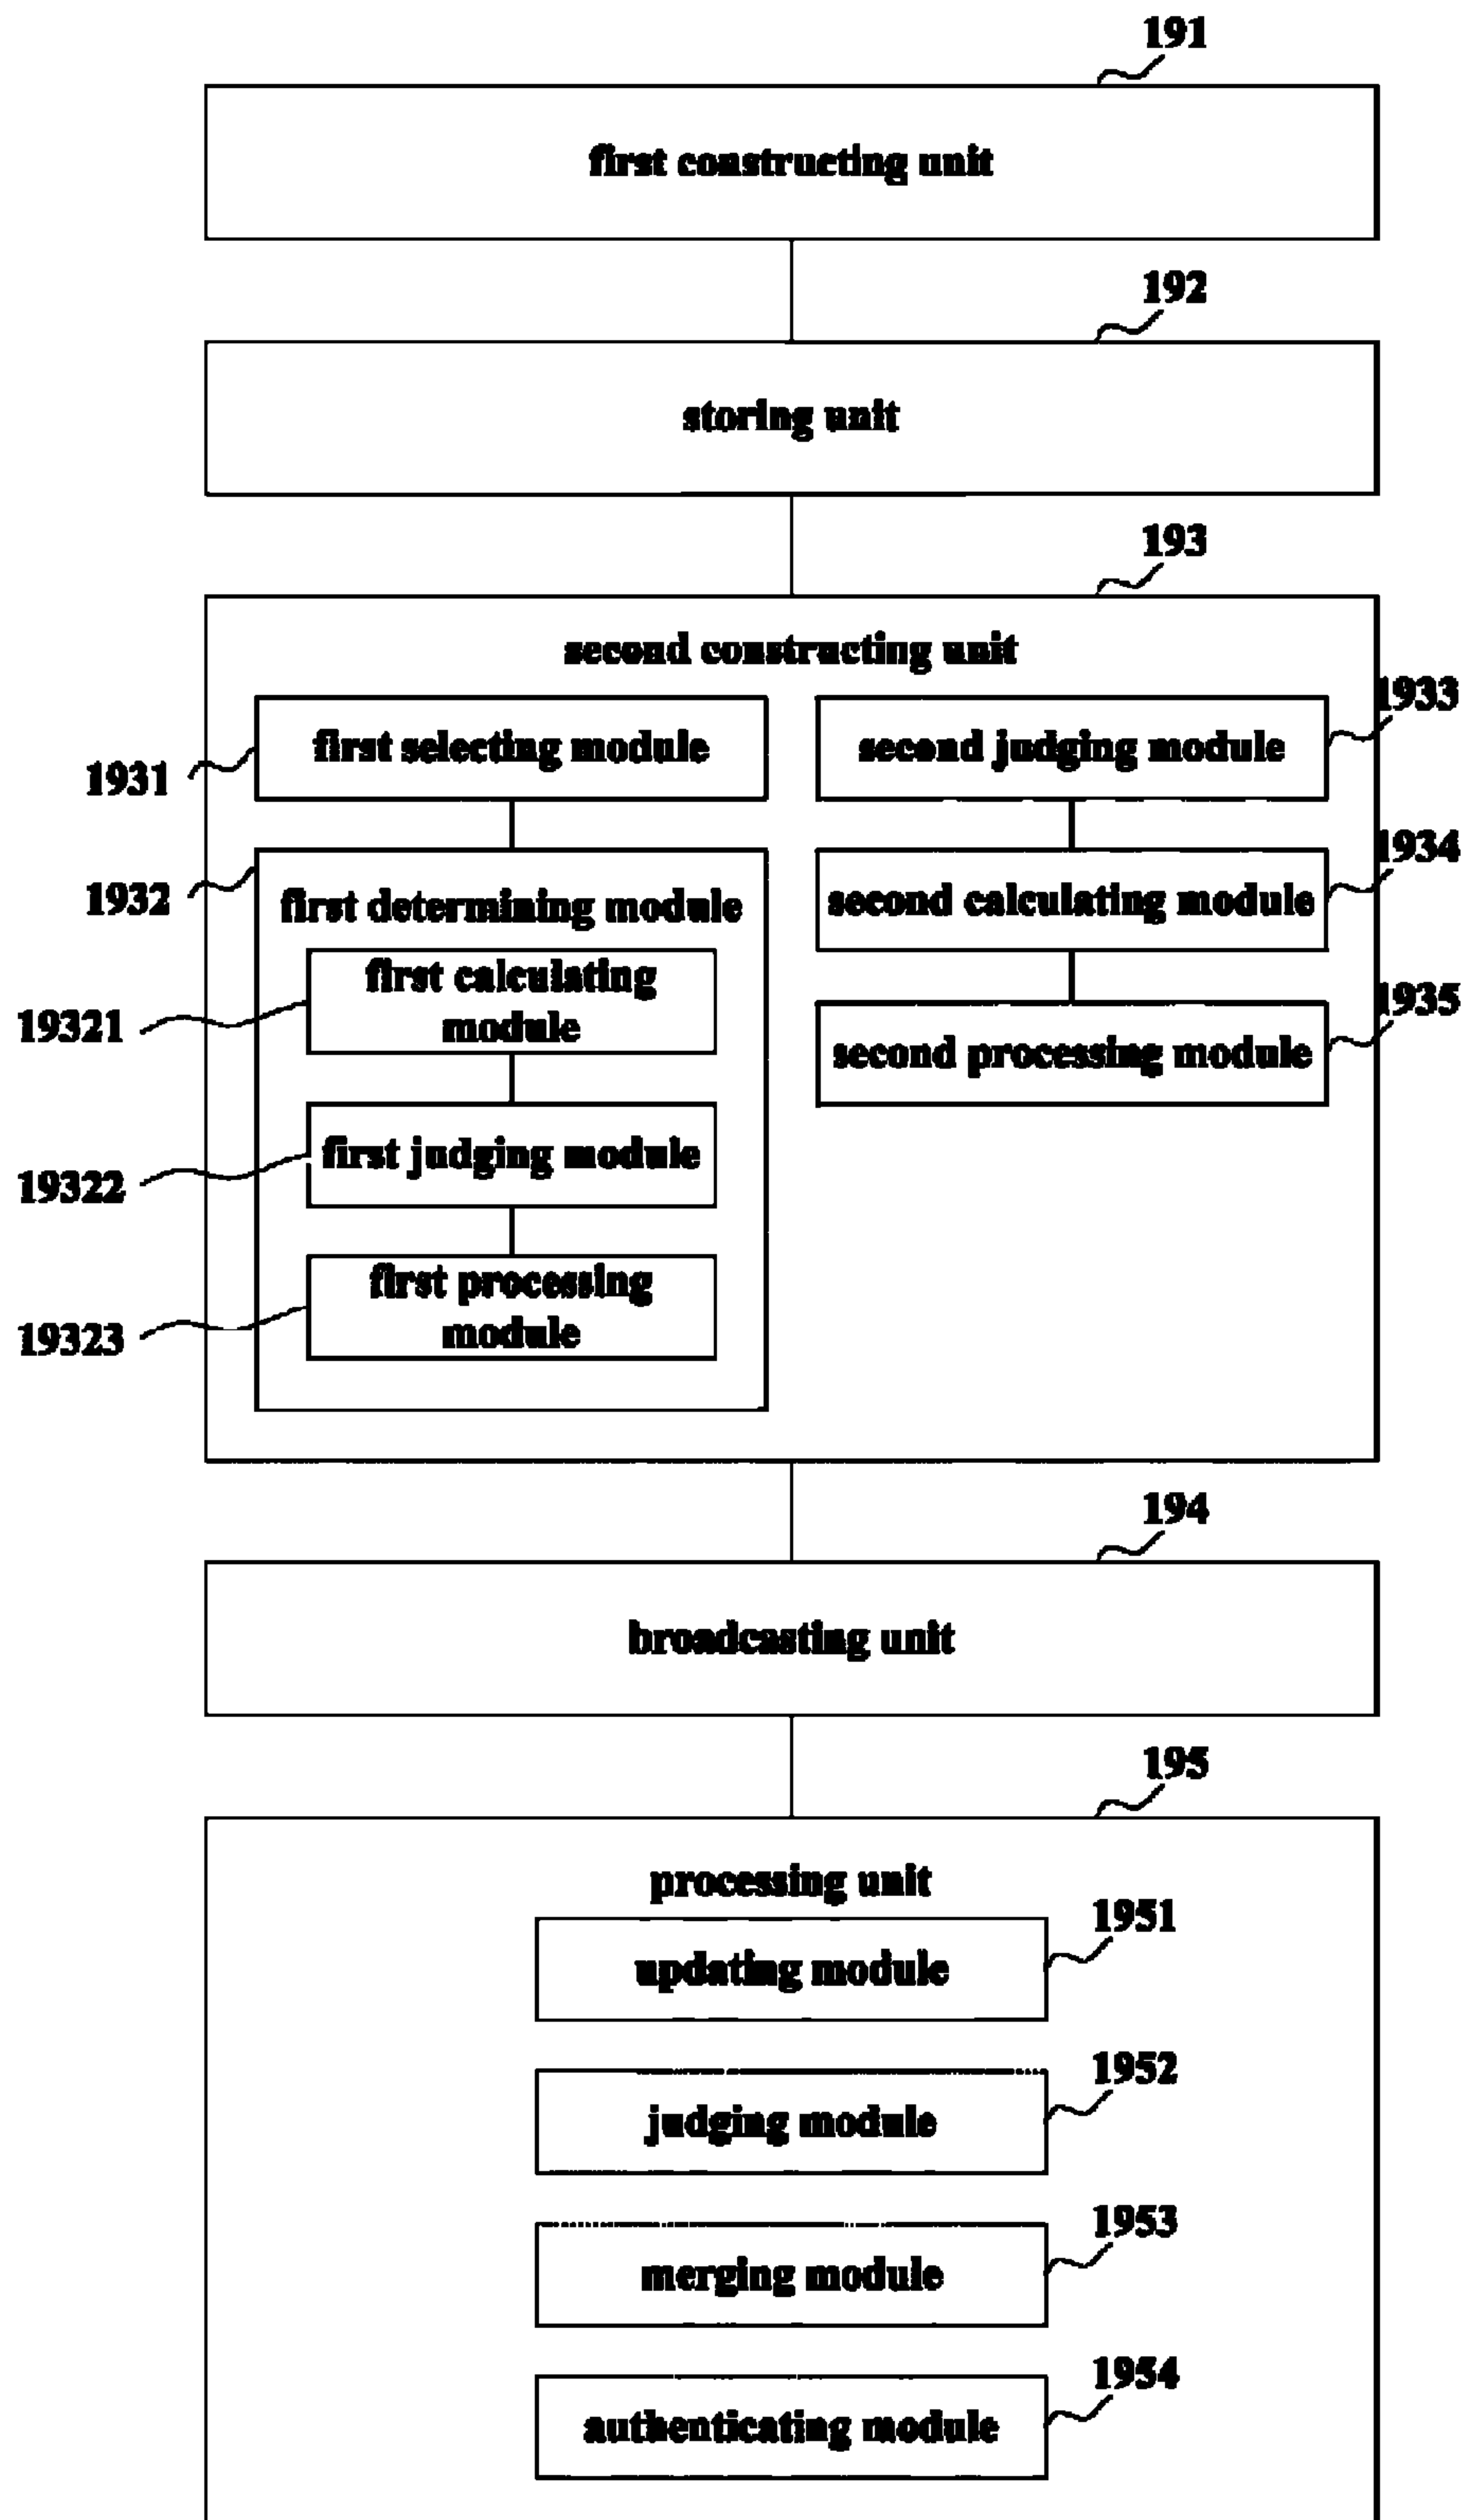 191
first constructing unit
192
storing unit
193
second constructing unit
1933
first selecting module
second judging module
1931
1934
1932
first determining module
second calculating module
first calculating
module
1935
19321
second processing module
first judging module
19322
first processing
module
19323
194
broadcasting unit
195
processing unit
1951
updating module
1952
judging module
1953
merging module
1954
authenticating module